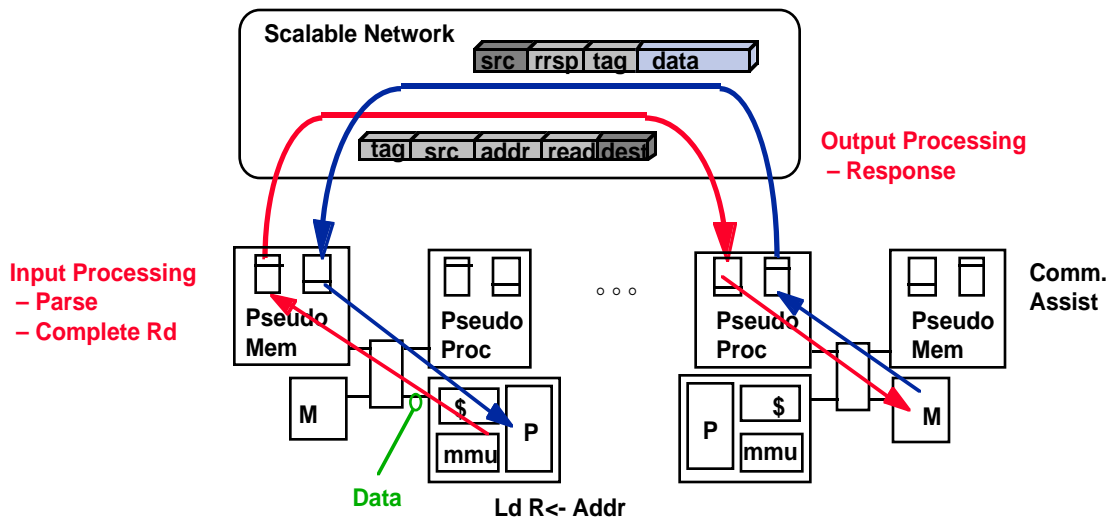 Scalable Network
src rrsp tag data
tag src addr read dest
Output Processing
– Response
Input Processing
– Parse
– Complete Rd
Pseudo
Mem
Pseudo
Proc
° ° °
Pseudo
Proc
Pseudo
Mem
Comm.
Assist
M
$
P
mmu
P
$
mmu
M
Data
Ld R<- Addr